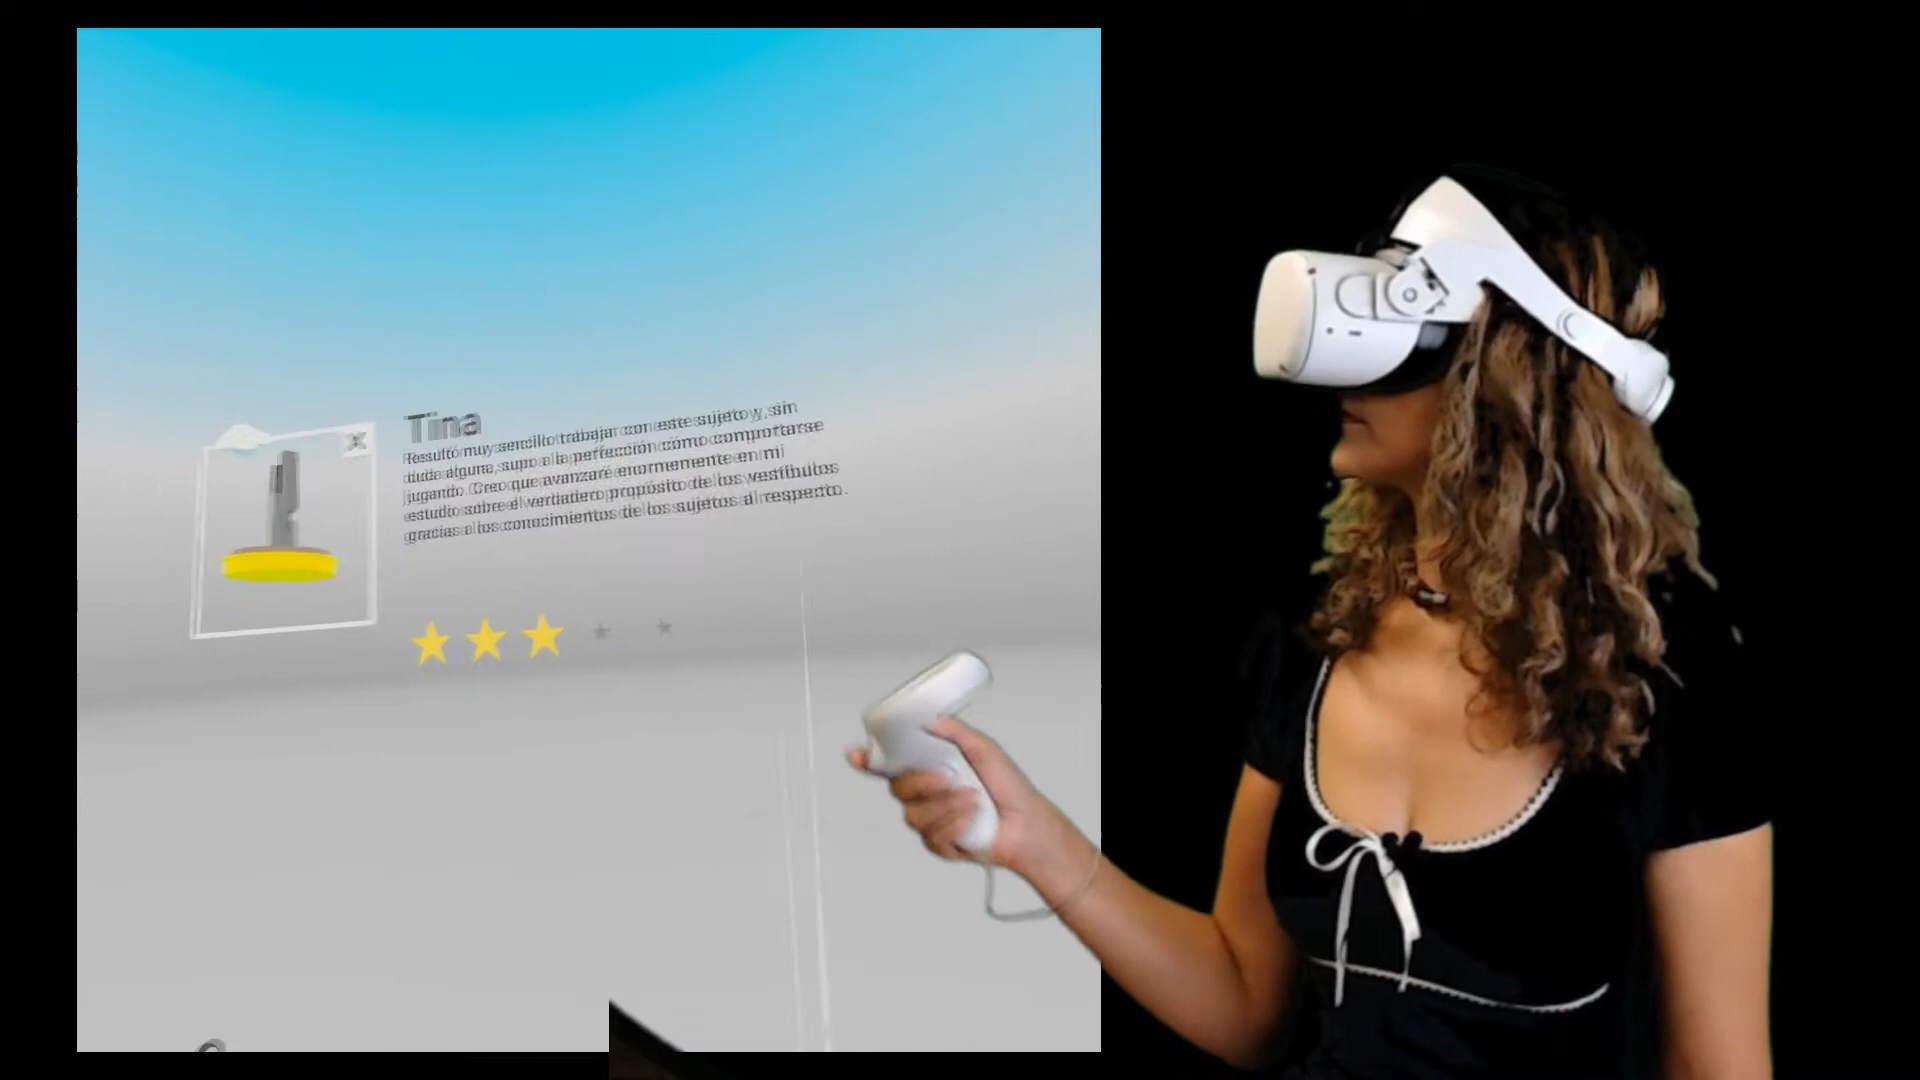 Tina
Resultó muy sencillo trabajar con este sujeto y, sin
duda alguna, supo a la perfección cómo comportarse
jugando. Creo que avanzaré enormemente en mi
estudio sobre el verdadero propósito de los vestíbulos
gracias a los conocimientos de los sujetos al respecto.